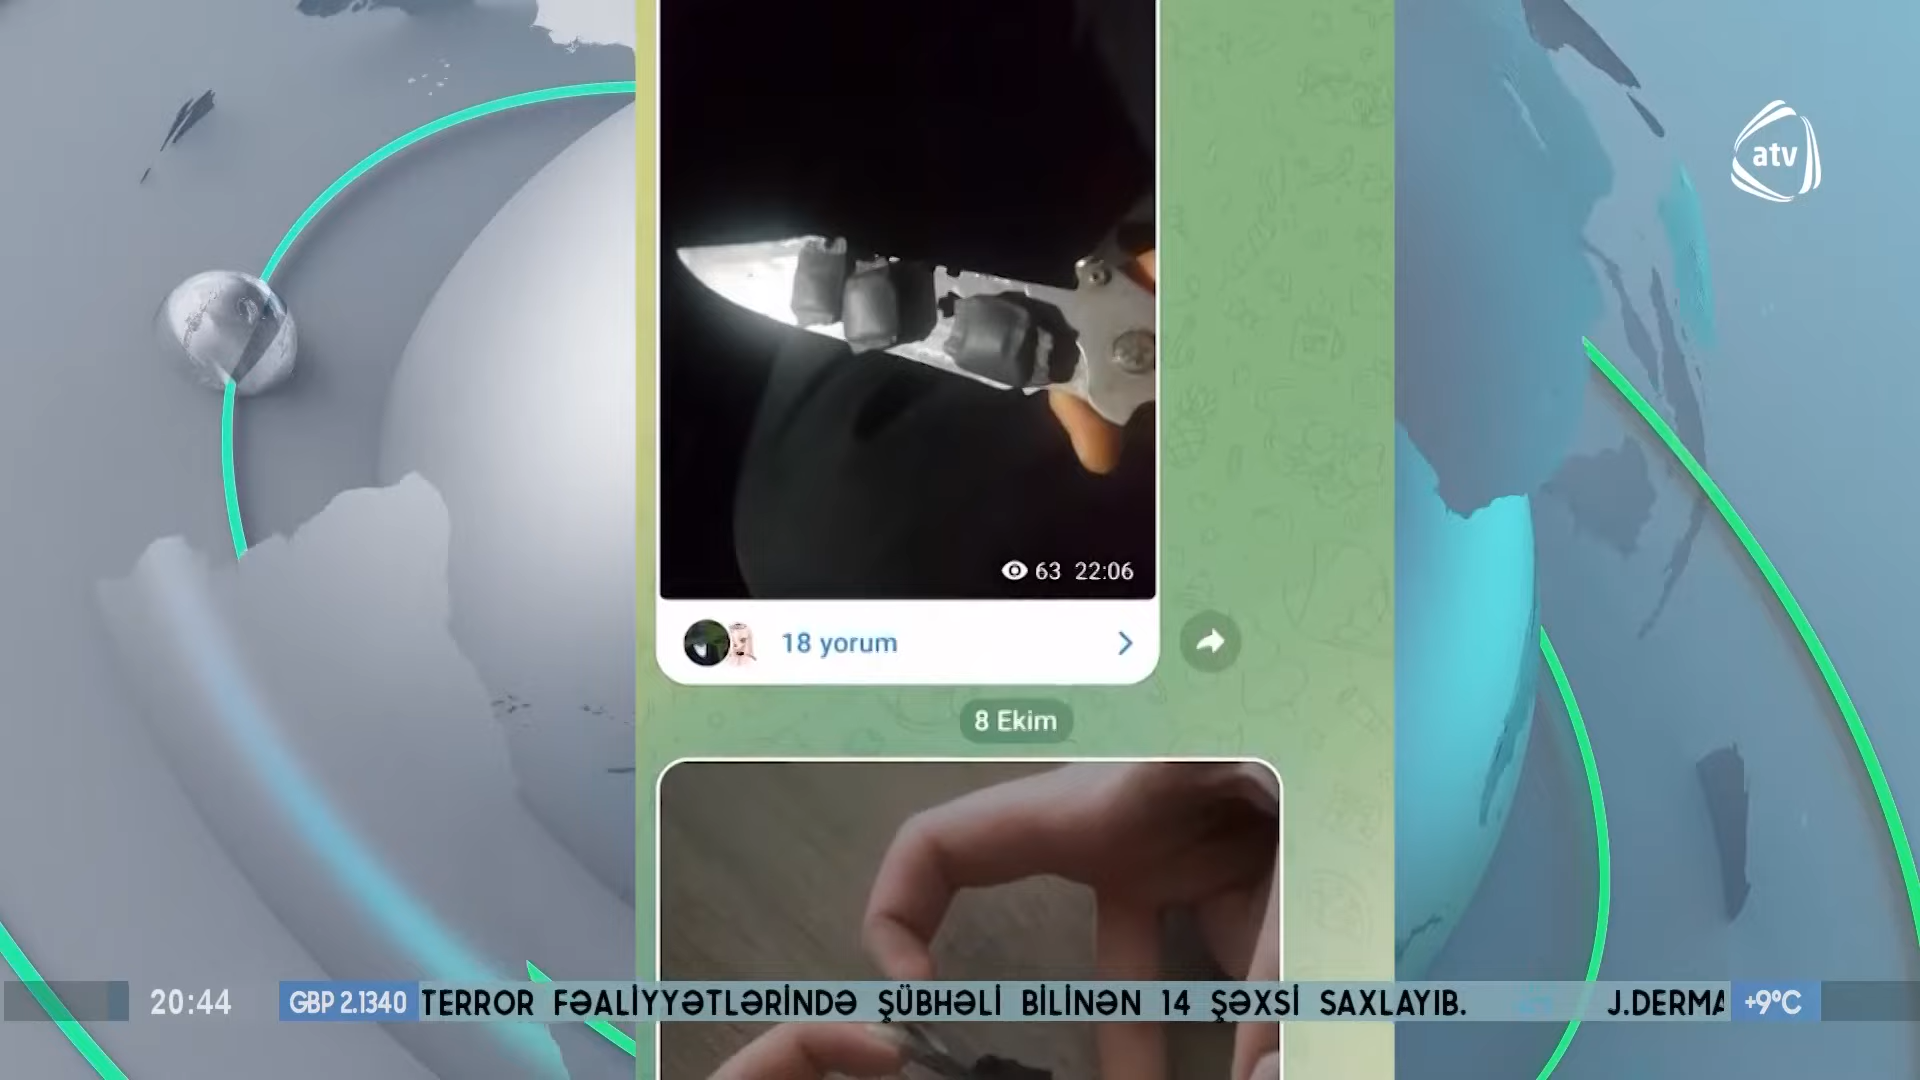 atv
63 22:06
18 yorum
8 Ekim
20:44
GBP 2.1340
TERROR FƏALİYYƏTLƏRİNDƏ ŞÜBHƏLİ BİLİNƏN 14 ŞƏXSİ SAXLAYIB.
J.DERMA
+9°C